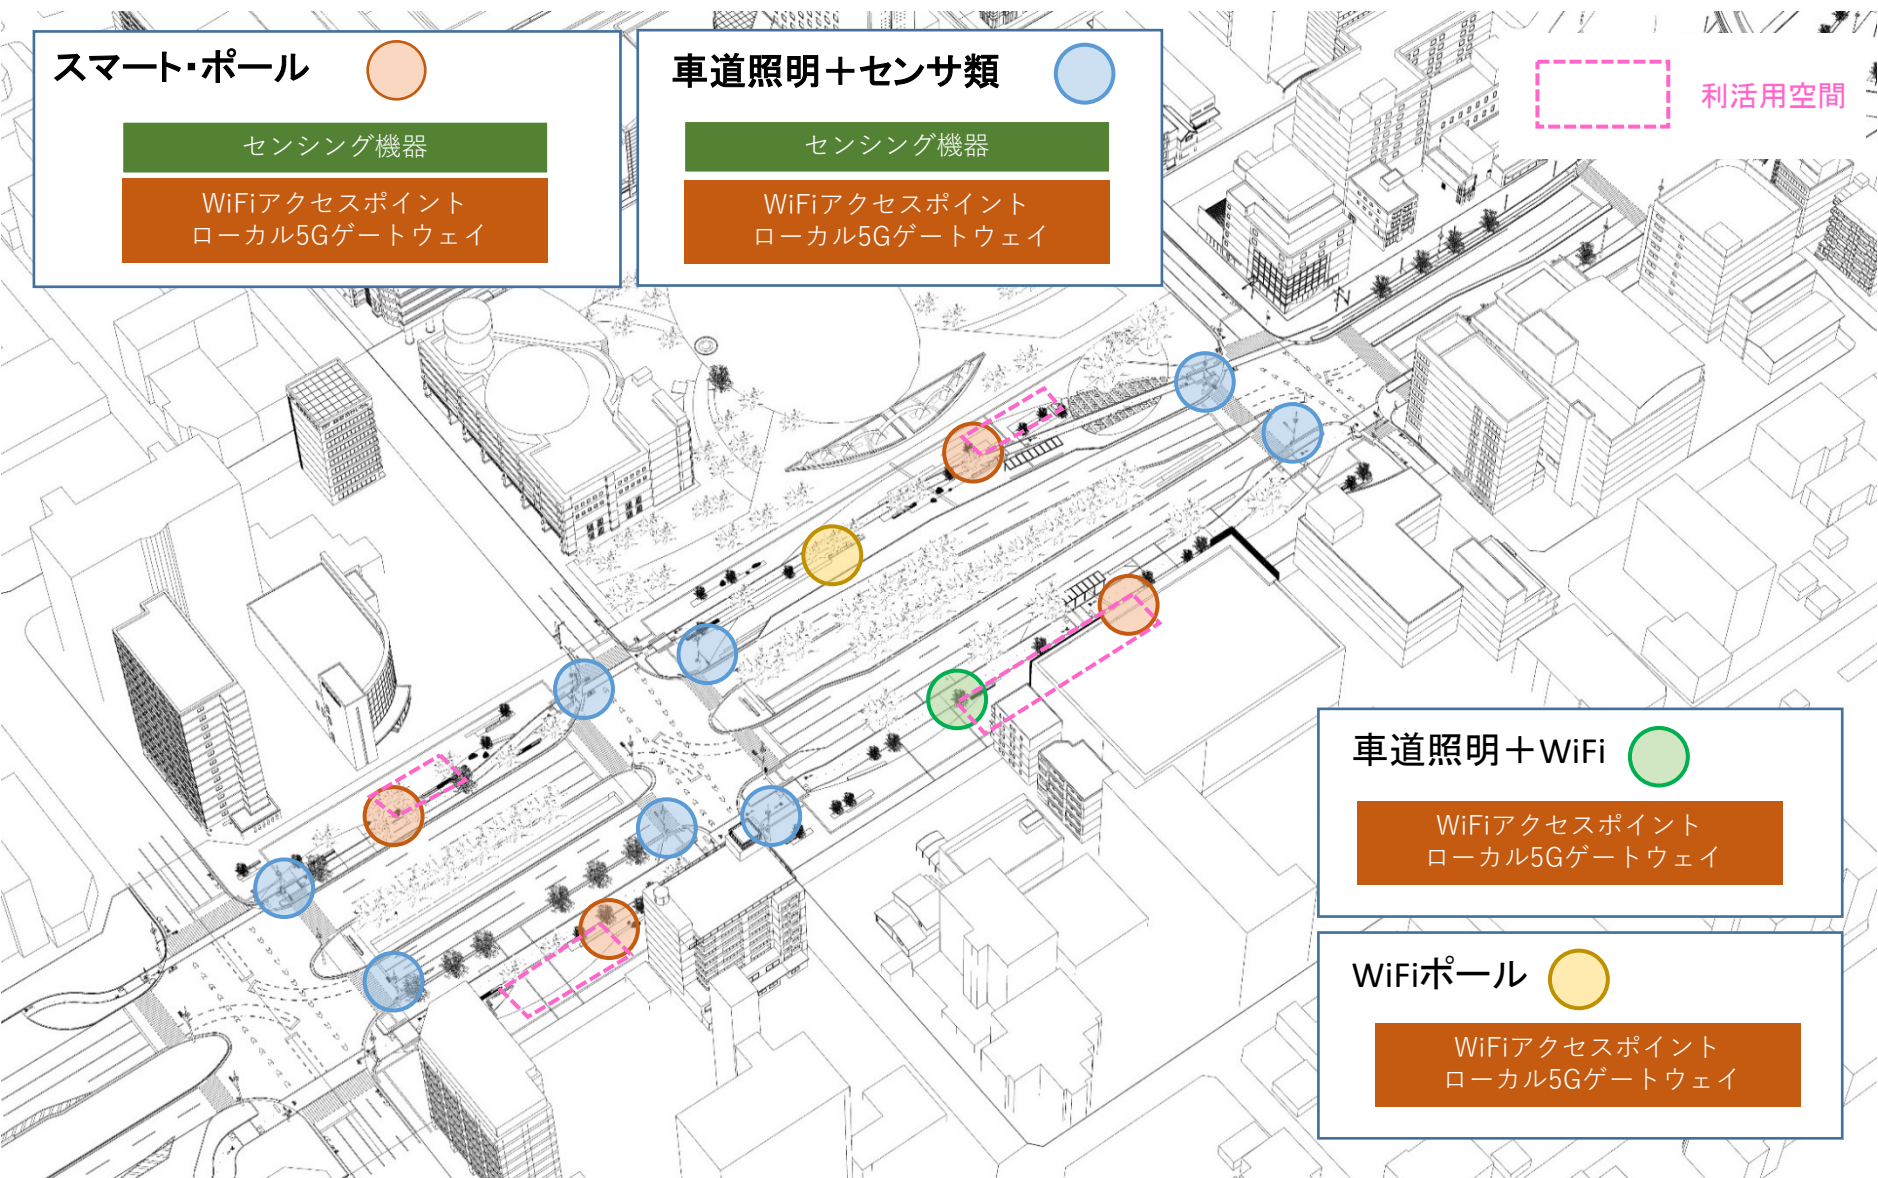 スマート・ポール
センシング機器
WiFiアクセスポイント
ローカル5Gゲートウェイ
車道照明＋センサ類
センシング機器
WiFiアクセスポイント
ローカル5Gゲートウェイ
利活用空間
車道照明＋WiFi
WiFiアクセスポイント
ローカル5Gゲートウェイ
WiFiポール
WiFiアクセスポイント
ローカル5Gゲートウェイ